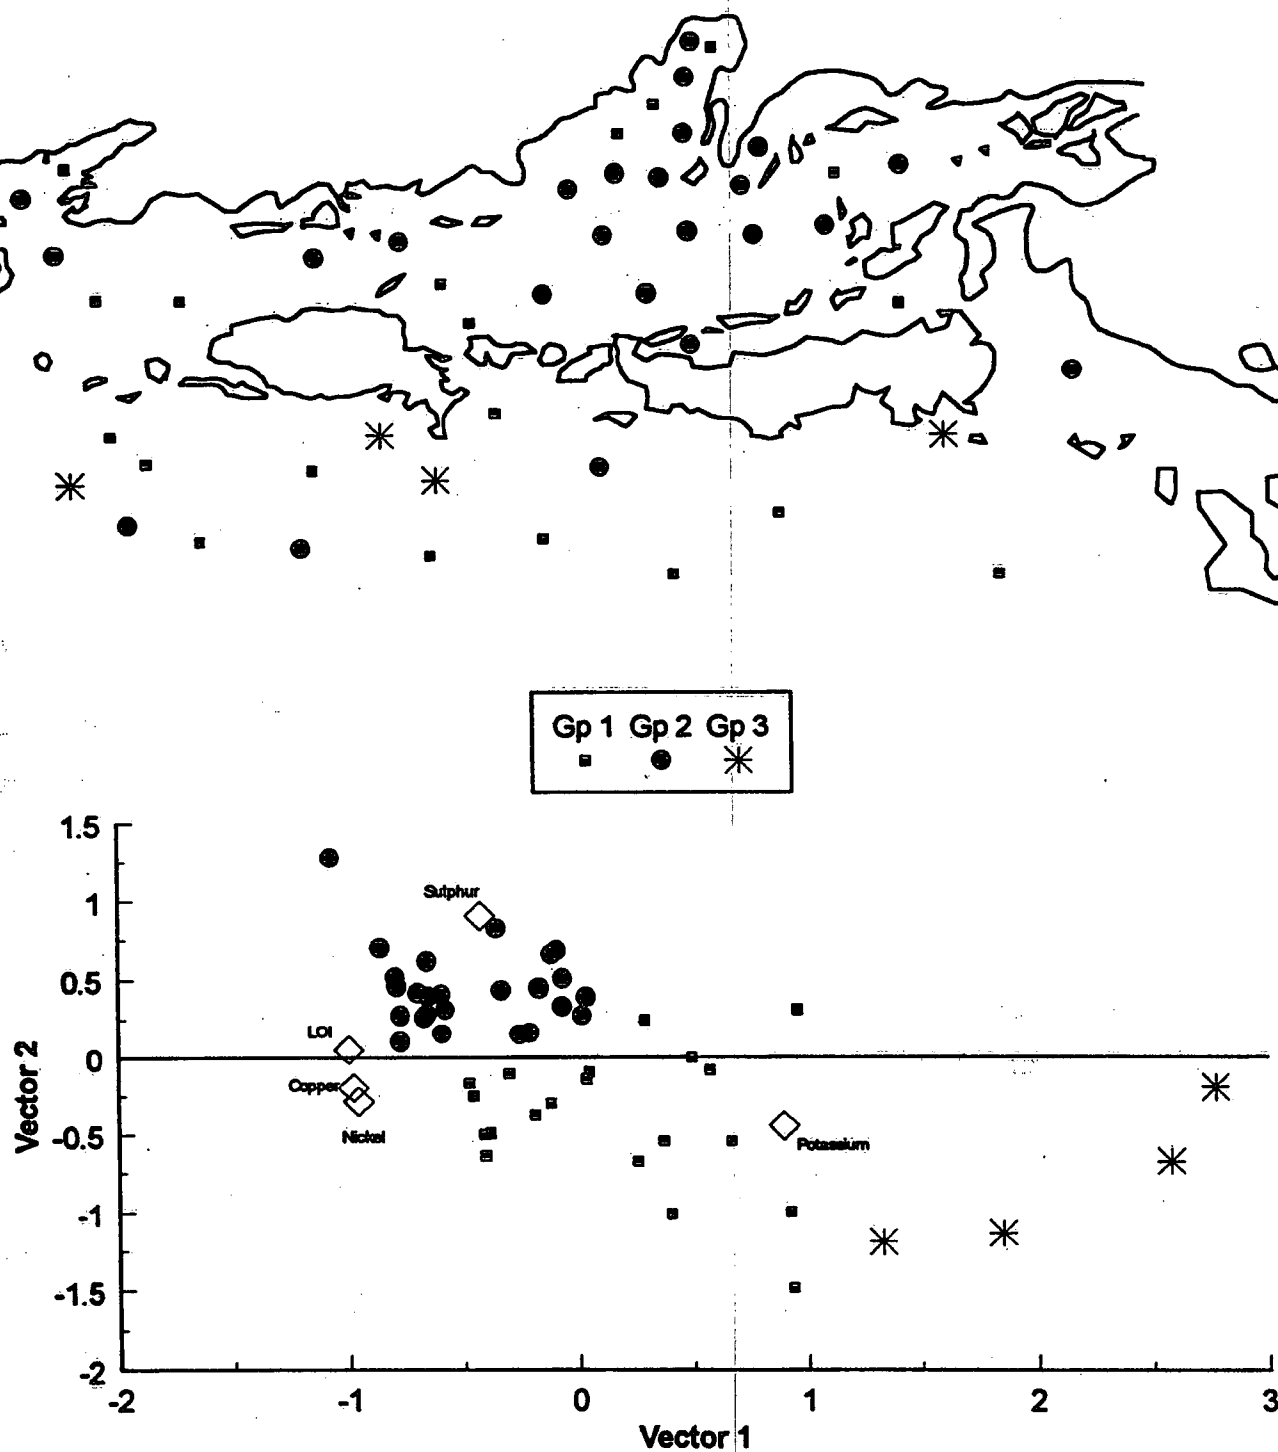 Gp 1 Gp 2 Gp 3
1.5
1
0.5
0
-0.5
-1
-1.5
-2
Vector 2
Sulphur
LOI
Copper
Nickel
Potassium
-2 -1 0 1 2 3
Vector 1